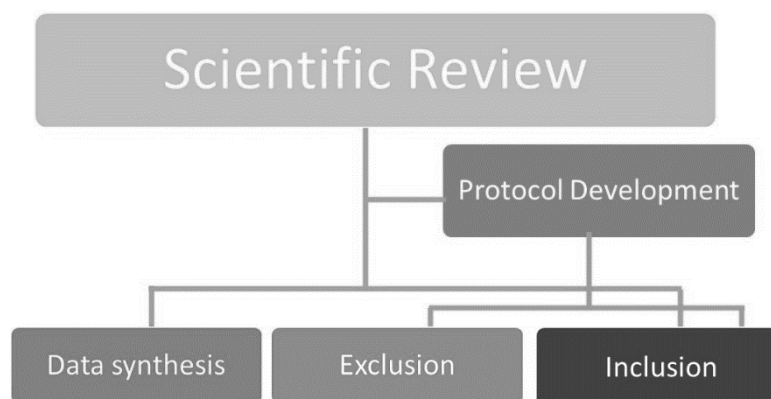 Scientific Review
Protocol Development
Data synthesis
Exclusion
Inclusion